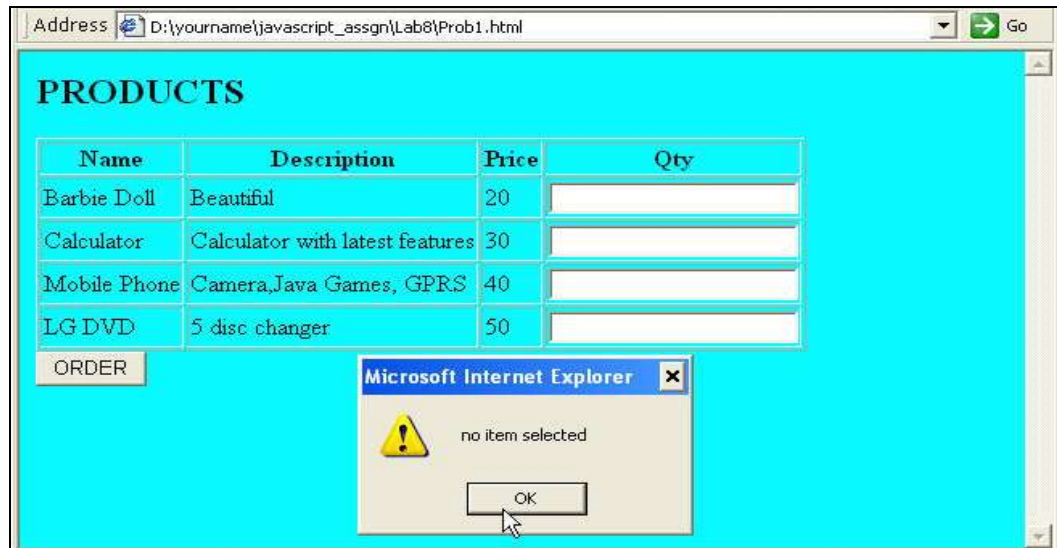 Address D:\yourname\javascript_assgn\Lab8\Prob1.html Go
PRODUCTS
Name Description Price Qty
Barbie Doll Beautiful 20
Calculator Calculator with latest features 30
Mobile Phone Camera,Java Games, GPRS 40
LG DVD 5 disc changer 50
ORDER
Microsoft Internet Explorer
no item selected
OK